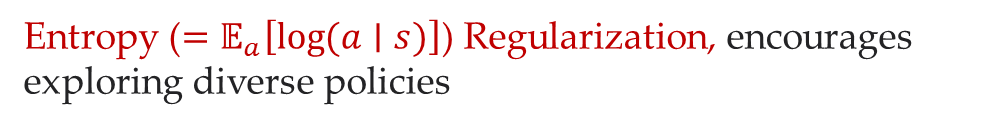 Entropy (= 𝔼ₐ[log(a ∣ s)]) Regularization, encourages
exploring diverse policies